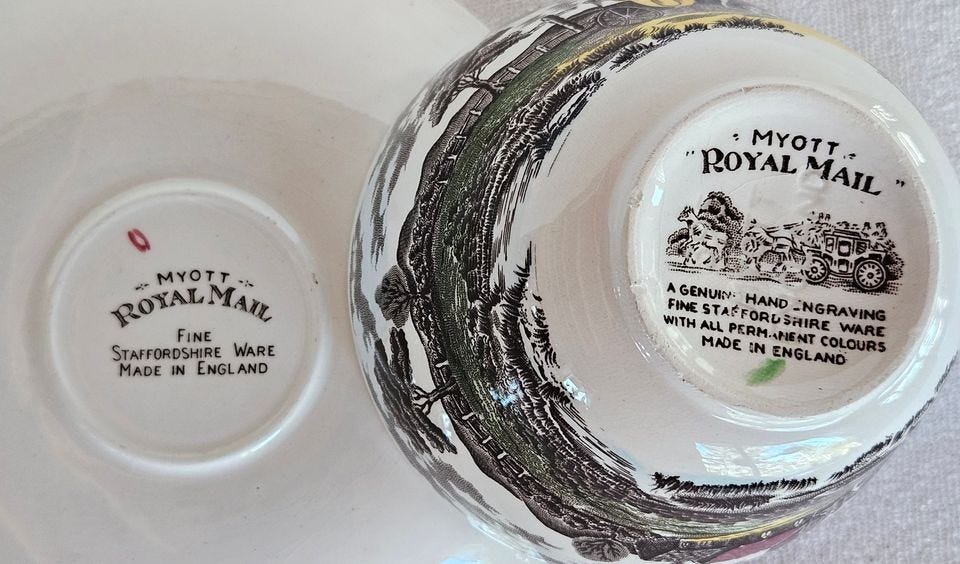 MYOTT
ROYAL MAIL
FINE
STAFFORDSHIRE WARE
MADE IN ENGLAND
MYOTT
"ROYAL MAIL"
A GENUIN HAND ENGRAVING
FINE STAFFORDSHIRE WARE
WITH ALL PERMANENT COLOURS
MADE IN ENGLAND